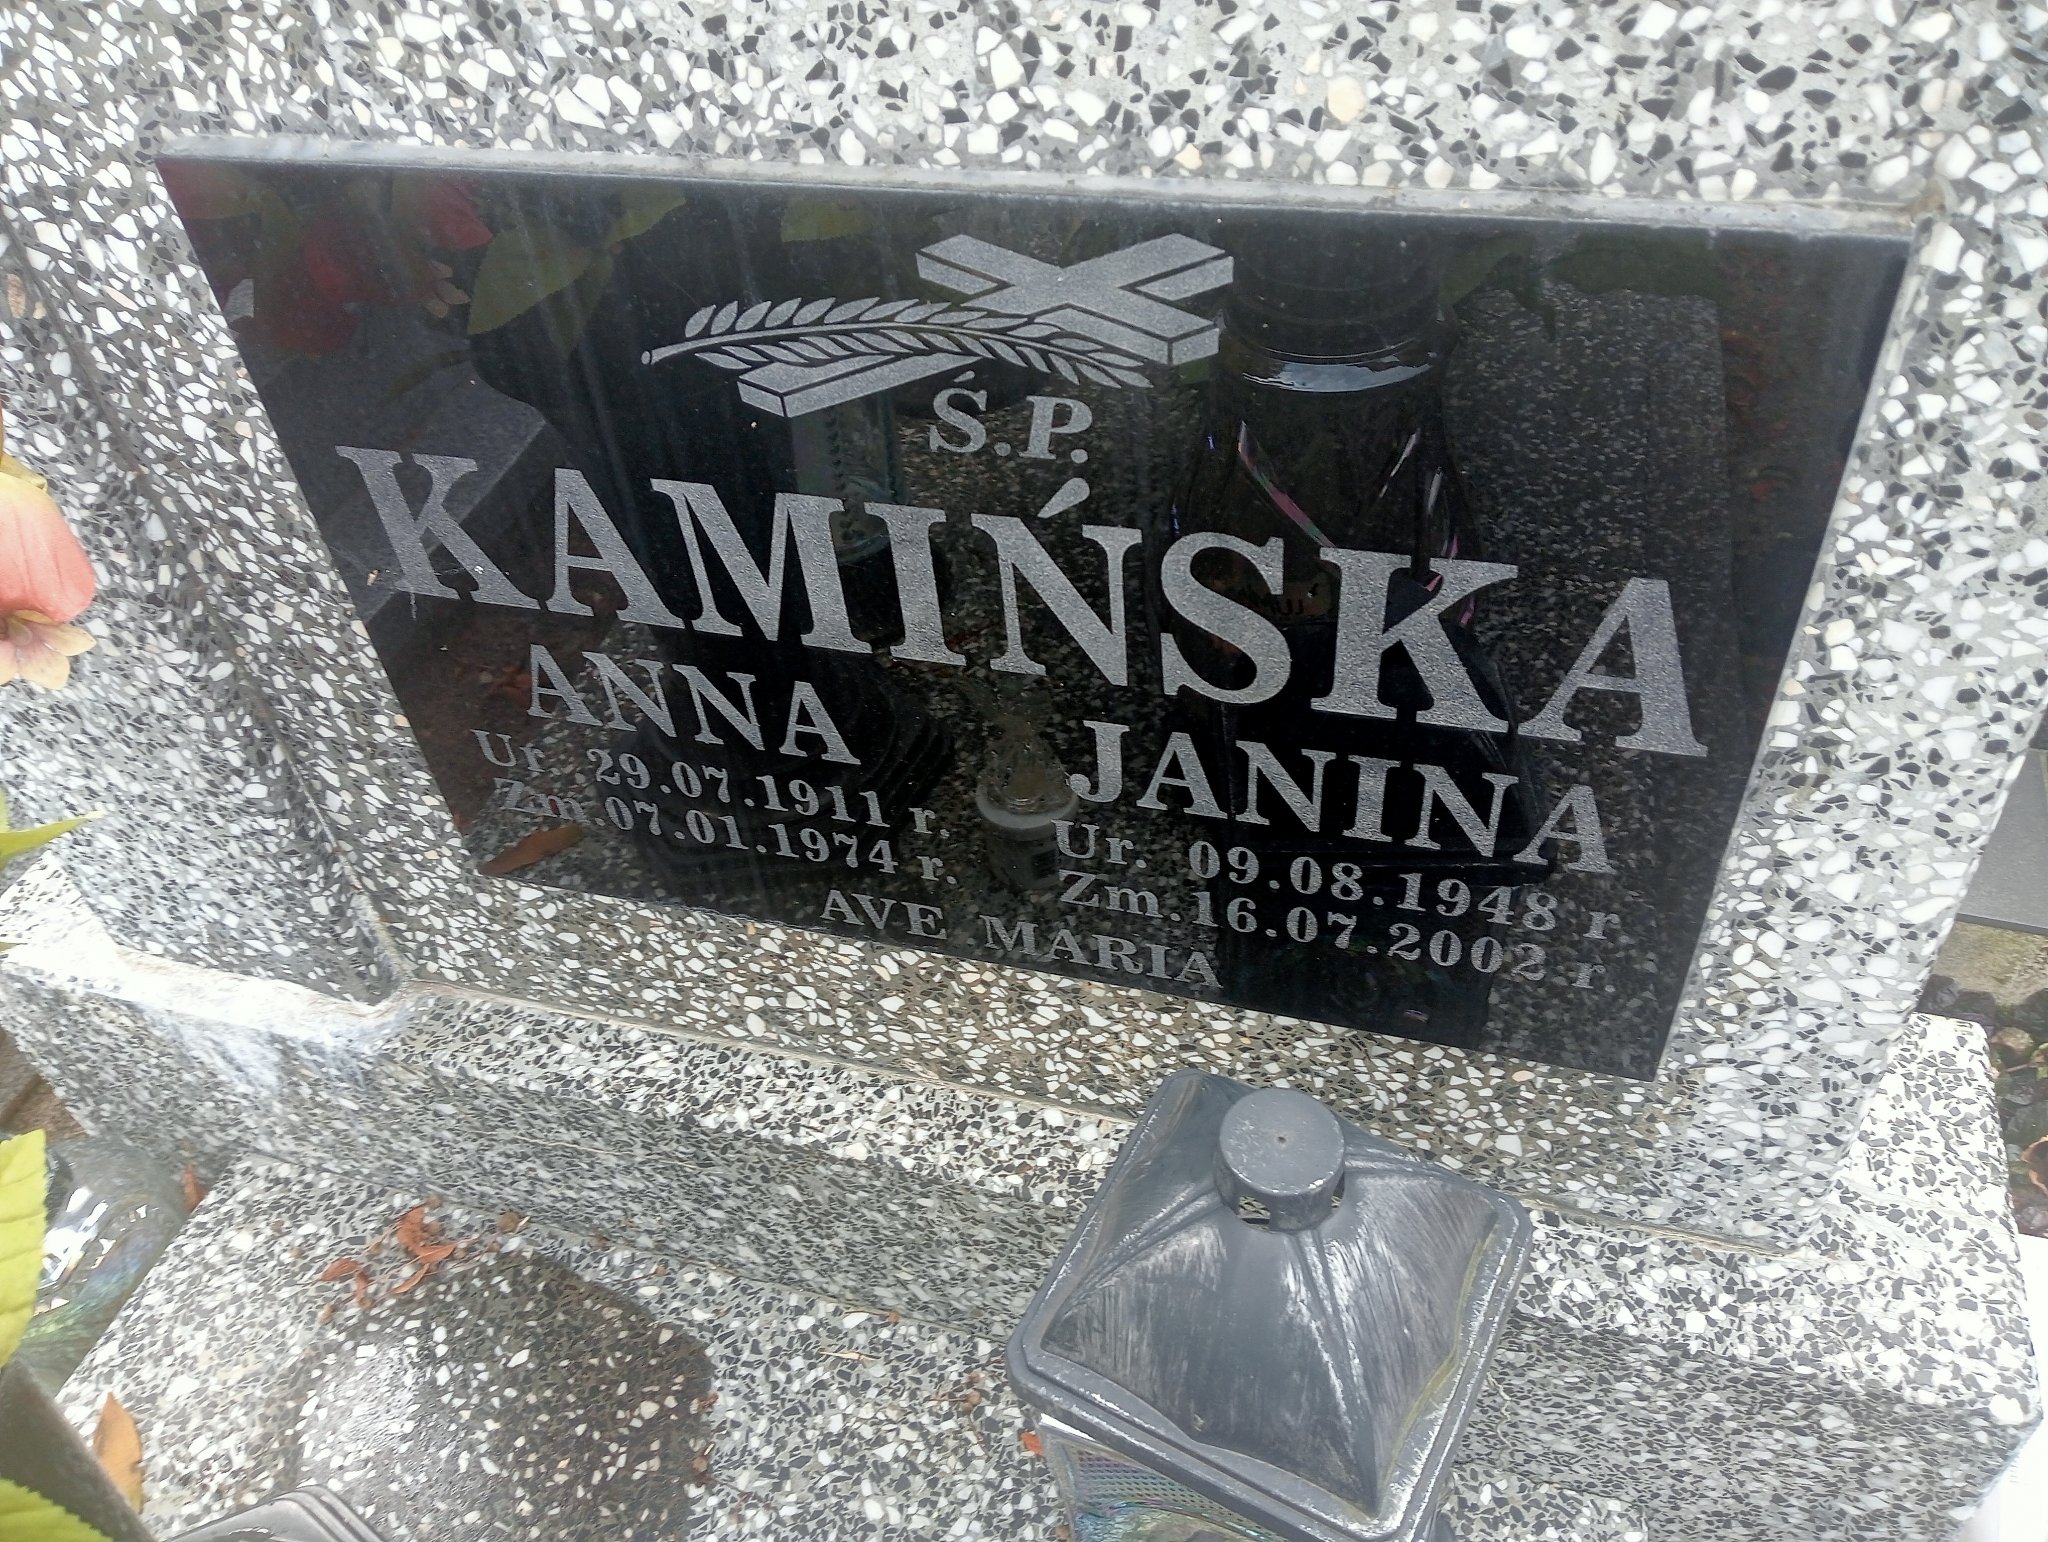 Ś.P.
KAMIŃSKA
ANNA
Ur. 29.07.1911 r.
Zm.07.01.1974 r.
JANINA
Ur. 09.08.1948 r
Zm.16.07.2002 r.
AVE MARIA